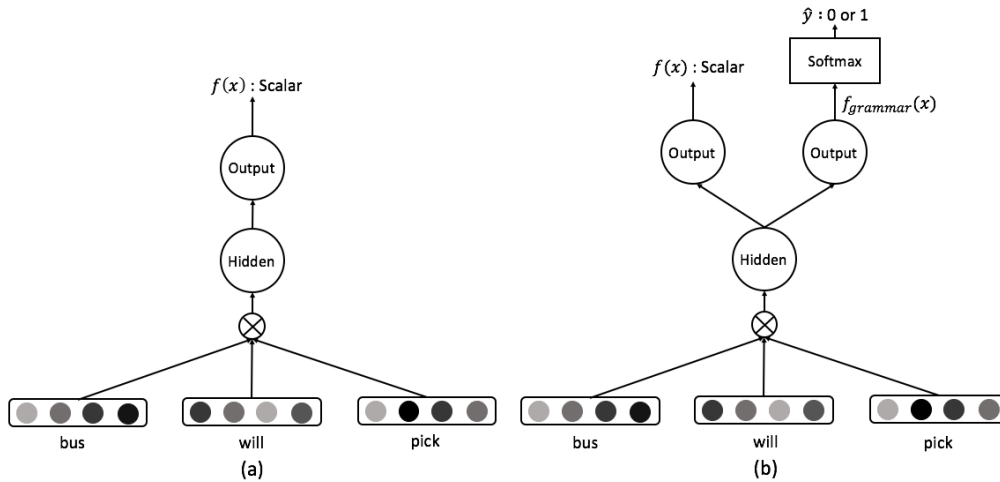 f(x) : Scalar
Output
Hidden
bus
will
pick
(a)
ŷ : 0 or 1
Softmax
f(x) : Scalar
f_grammar(x)
Output
Output
Hidden
bus
will
pick
(b)